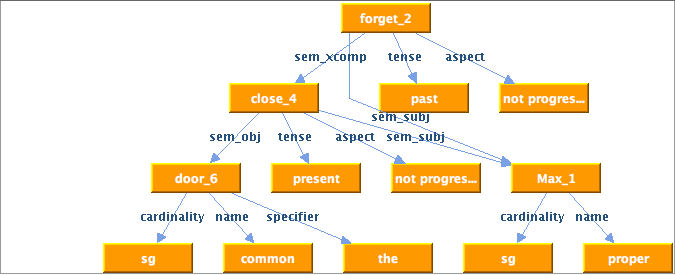 forget_2
sem_xcomp tense aspect
close_4 past not progres...
sem_subj
sem_obj tense aspect sem_subj
door_6 present not progres... Max_1
cardinality name specifier cardinality name
sg common the sg proper